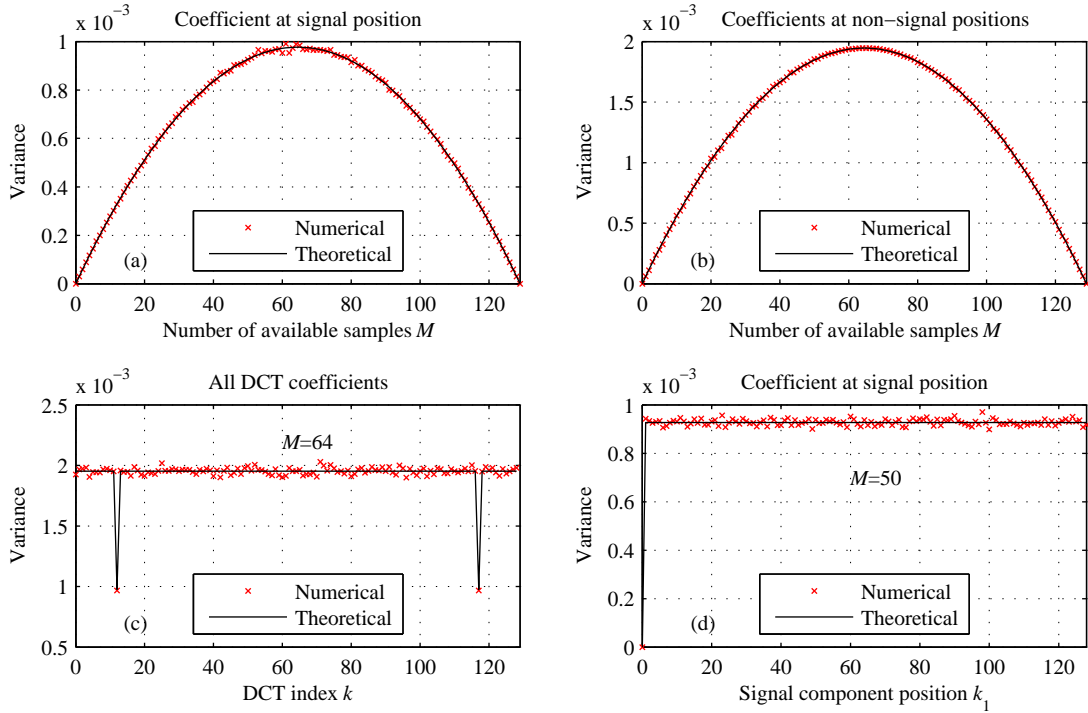 Coefficient at signal position
x 10−3
1
0.8
0.6
0.4
0.2
0
Variance
0 20 40 60 80 100 120
Number of available samples M
Numerical
Theoretical
(a)
Coefficients at non−signal positions
x 10−3
2
1.5
1
0.5
0
Variance
0 20 40 60 80 100 120
Number of available samples M
Numerical
Theoretical
(b)
All DCT coefficients
x 10−3
2.5
2
1.5
1
0.5
Variance
M=64
0 20 40 60 80 100 120
DCT index k
Numerical
Theoretical
(c)
Coefficient at signal position
x 10−3
1
0.8
0.6
0.4
0.2
0
Variance
M=50
0 20 40 60 80 100 120
Signal component position k1
Numerical
Theoretical
(d)